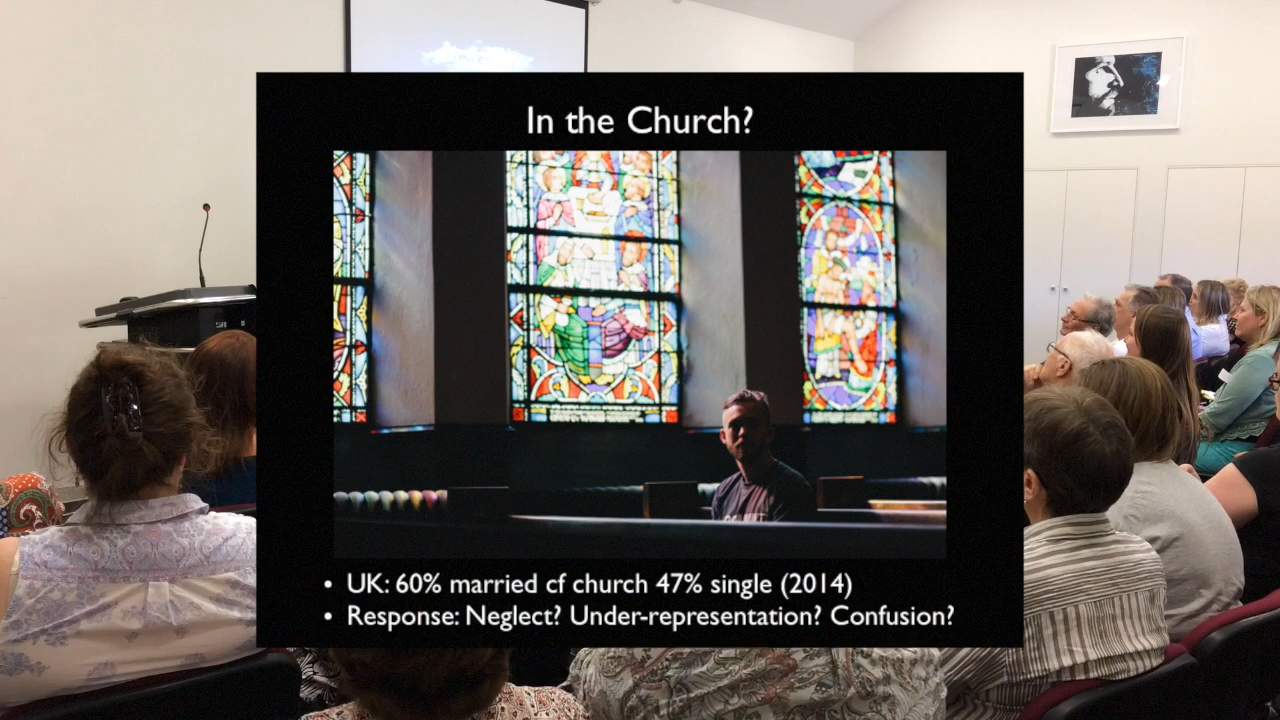 In the Church?
• UK: 60% married cf church 47% single (2014)
• Response: Neglect? Under-representation? Confusion?